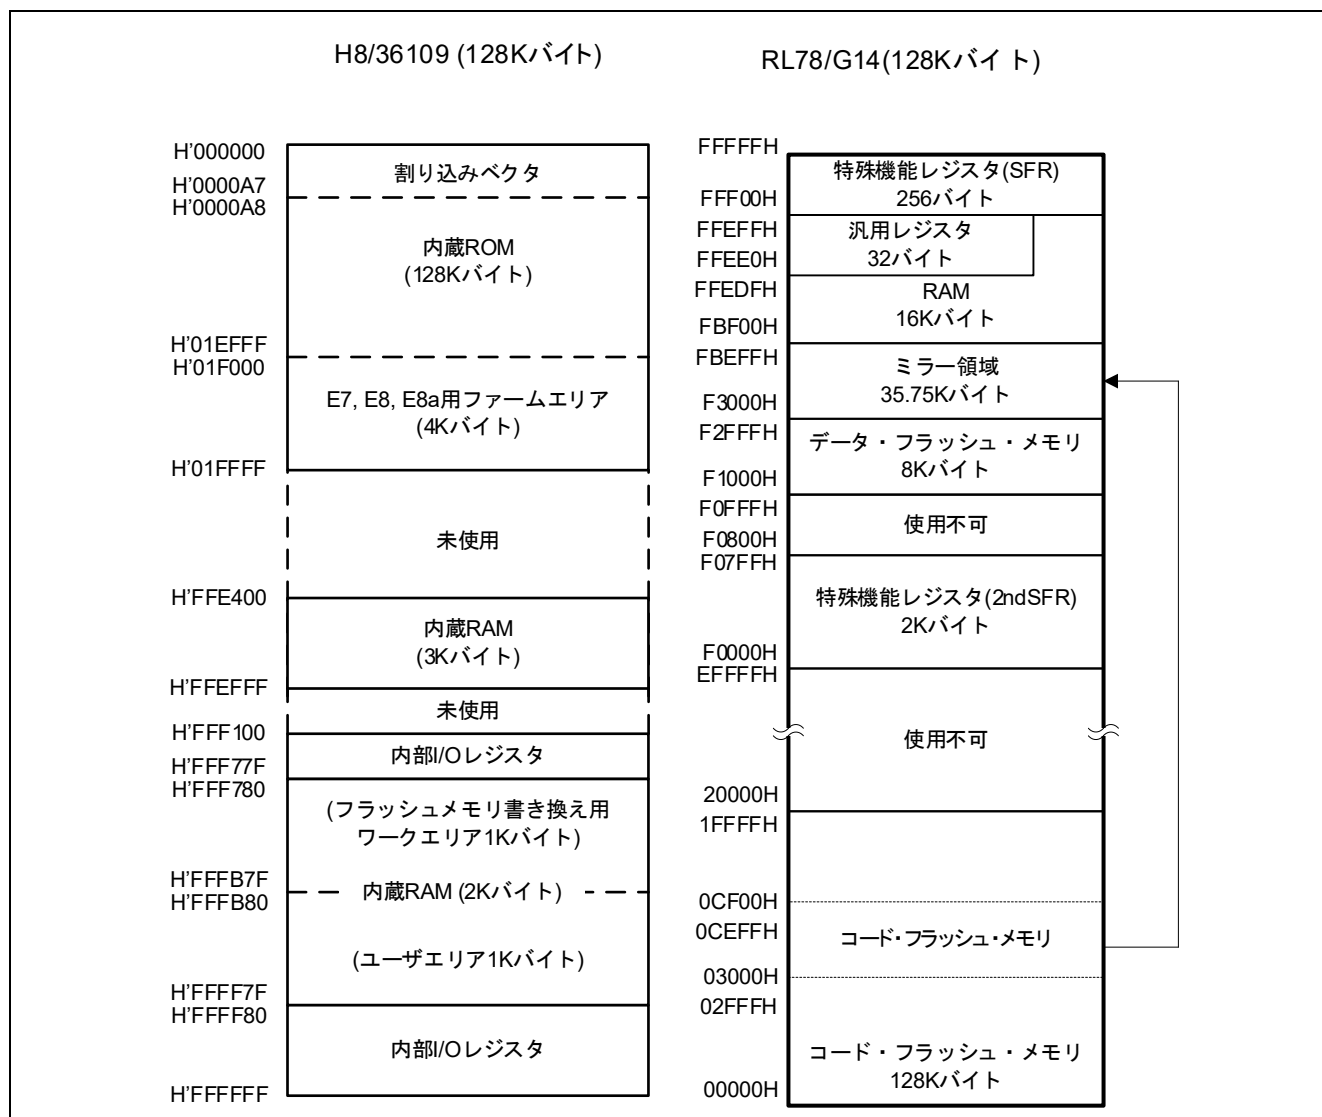 H8/36109 (128Kバイト)
H'000000
H'0000A7
H'0000A8
H'01EFFF
H'01F000
H'01FFFF
H'FFE400
H'FFEFFF
H'FFF100
H'FFF77F
H'FFF780
H'FFFB7F
H'FFFB80
H'FFFF7F
H'FFFF80
H'FFFFFF
割り込みベクタ
内蔵ROM
(128Kバイト)
E7, E8, E8a用ファームエリア
(4Kバイト)
未使用
内蔵RAM
(3Kバイト)
未使用
内部I/Oレジスタ
(フラッシュメモリ書き換え用
ワークエリア1Kバイト)
内蔵RAM (2Kバイト)
(ユーザエリア1Kバイト)
内部I/Oレジスタ
RL78/G14(128Kバイト)
FFFFFH
FFF00H
FFEFFH
FFEE0H
FFEDFH
FBF00H
FBEFFH
F3000H
F2FFFH
F1000H
F0FFFH
F0800H
F07FFH
F0000H
EFFFFH
20000H
1FFFFH
0CF00H
0CEFFH
03000H
02FFFH
00000H
特殊機能レジスタ(SFR)
256バイト
汎用レジスタ
32バイト
RAM
16Kバイト
ミラー領域
35.75Kバイト
データ・フラッシュ・メモリ
8Kバイト
使用不可
特殊機能レジスタ(2ndSFR)
2Kバイト
使用不可
コード・フラッシュ・メモリ
コード・フラッシュ・メモリ
128Kバイト